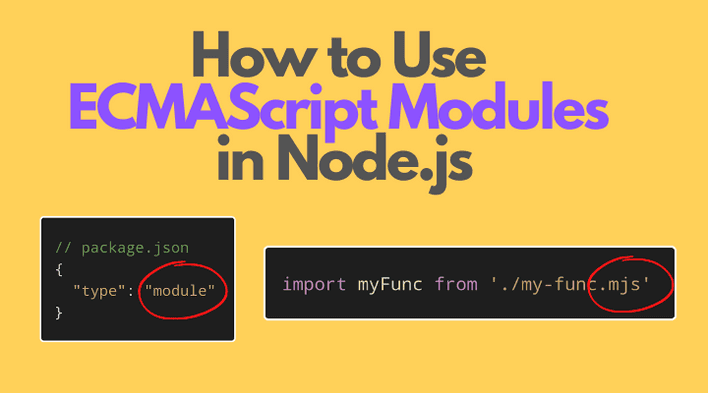 How to Use
ECMAScript Modules
in Node.js
// package.json
{
"type": "module"
}
import myFunc from './my-func.mjs'